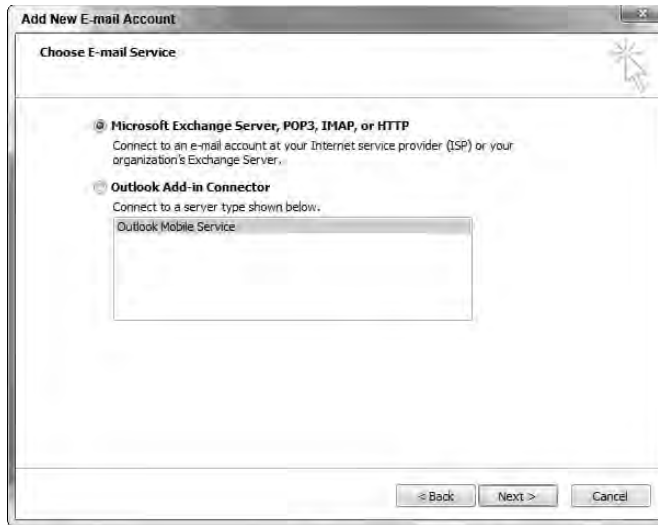 Add New E-mail Account
Choose E-mail Service
Microsoft Exchange Server, POP3, IMAP, or HTTP
Connect to an e-mail account at your Internet service provider (ISP) or your
organization's Exchange Server.
Outlook Add-in Connector
Connect to a server type shown below.
Outlook Mobile Service
< Back Next > Cancel